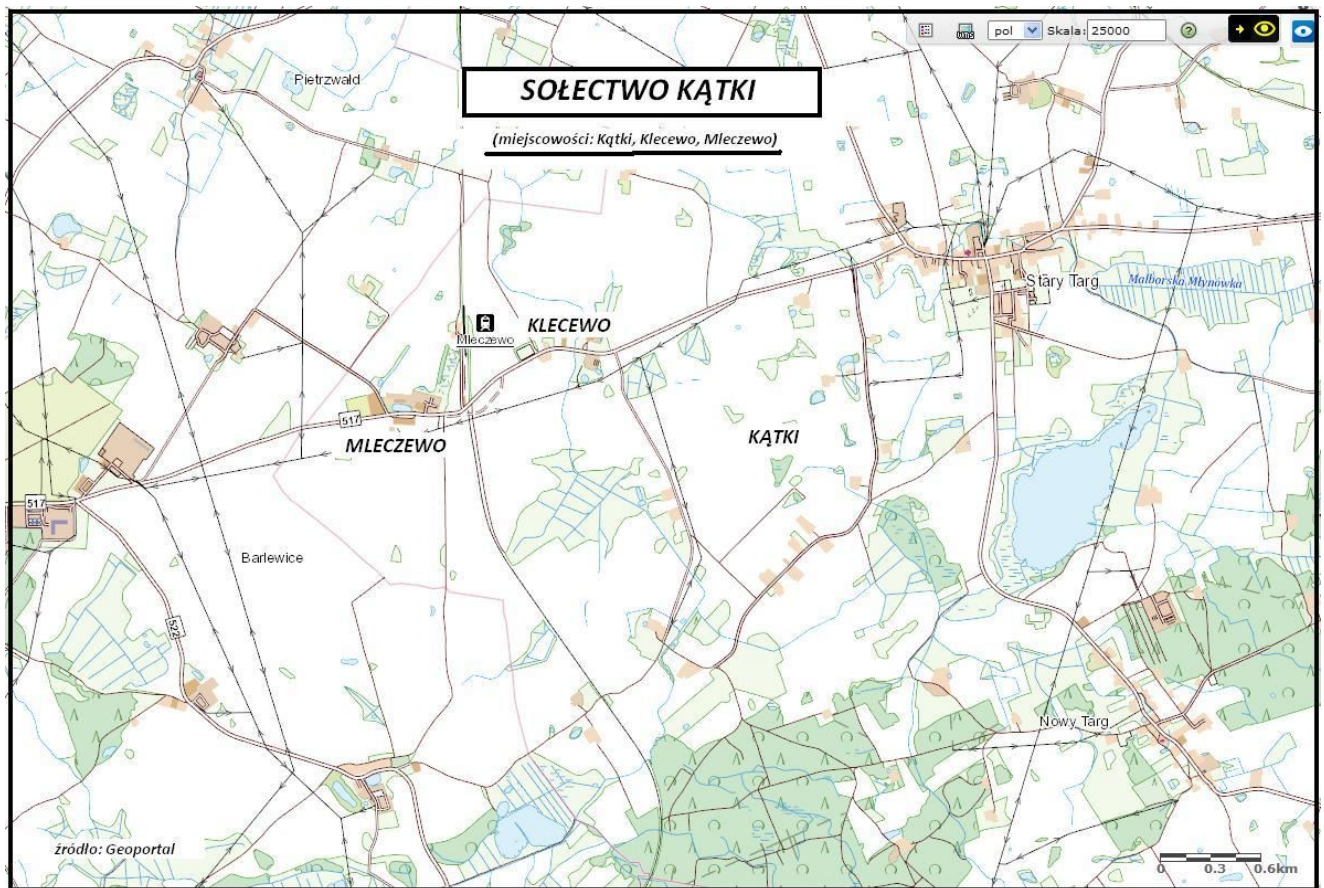 pol Skala: 25000 ?
Pietrzwałd
SOŁECTWO KĄTKI
(miejscowości: Kątki, Klecewo, Mleczewo)
Stary Targ
Malborska Młynówka
KLECEWO
Mleczewo
517
MLECZEWO
KĄTKI
517
Barlewice
522
Nowy Targ
źródło: Geoportal
0 0.3 0.6km